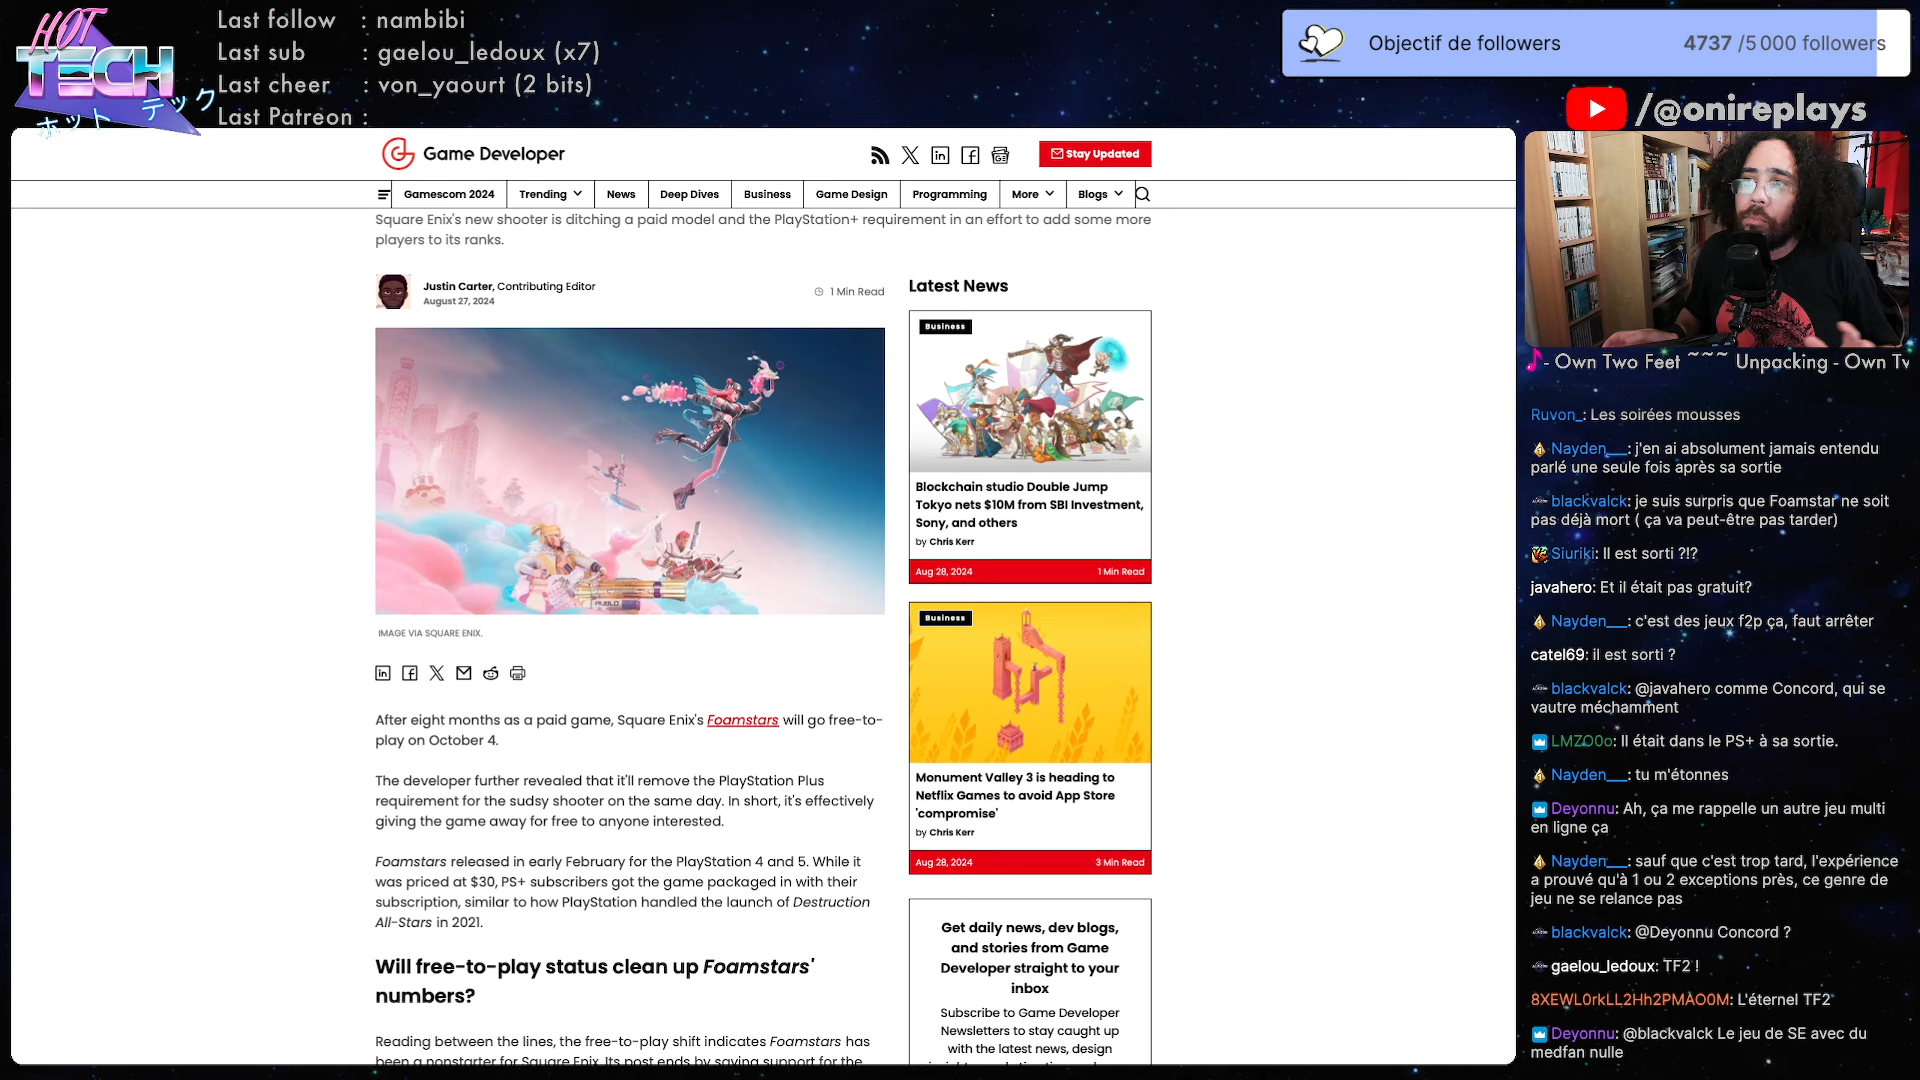 HOT
TECH
ホット テック
Last follow : nambibi
Last sub : gaelou_ledoux (x7)
Last cheer : von_yaourt (2 bits)
Last Patreon :
Objectif de followers
4737 /5 000 followers
/@onireplays
Game Developer
Stay Updated
Gamescom 2024
Trending
News
Deep Dives
Business
Game Design
Programming
More
Blogs
Square Enix's new shooter is ditching a paid model and the PlayStation+ requirement in an effort to add some more
players to its ranks.
Justin Carter, Contributing Editor
August 27, 2024
1 Min Read
IMAGE VIA SQUARE ENIX.
After eight months as a paid game, Square Enix's Foamstars will go free-to-
play on October 4.
The developer further revealed that it'll remove the PlayStation Plus
requirement for the sudsy shooter on the same day. In short, it's effectively
giving the game away for free to anyone interested.
Foamstars released in early February for the PlayStation 4 and 5. While it
was priced at $30, PS+ subscribers got the game packaged in with their
subscription, similar to how PlayStation handled the launch of Destruction
All-Stars in 2021.
Will free-to-play status clean up Foamstars'
numbers?
Reading between the lines, the free-to-play shift indicates Foamstars has
been a nonstarter for Square Enix. Its post ends by saying support for the
Latest News
Business
Blockchain studio Double Jump
Tokyo nets $10M from SBI Investment,
Sony, and others
by Chris Kerr
Aug 28, 2024
1 Min Read
Business
Monument Valley 3 is heading to
Netflix Games to avoid App Store
'compromise'
by Chris Kerr
Aug 28, 2024
3 Min Read
Get daily news, dev blogs,
and stories from Game
Developer straight to your
inbox
Subscribe to Game Developer
Newsletters to stay caught up
with the latest news, design
- Own Two Feet ~~~ Unpacking - Own Tw
Ruvon_: Les soirées mousses
Nayden___: j'en ai absolument jamais entendu
parlé une seule fois après sa sortie
blackvalck: je suis surpris que Foamstar ne soit
pas déjà mort ( ça va peut-être pas tarder)
Siuriki: Il est sorti ?!?
javahero: Et il était pas gratuit?
Nayden___: c'est des jeux f2p ça, faut arrêter
catel69: il est sorti ?
blackvalck: @javahero comme Concord, qui se
vautre méchamment
LMZO0o: Il était dans le PS+ à sa sortie.
Nayden___: tu m'étonnes
Deyonnu: Ah, ça me rappelle un autre jeu multi
en ligne ça
Nayden___: sauf que c'est trop tard, l'expérience
a prouvé qu'à 1 ou 2 exceptions près, ce genre de
jeu ne se relance pas
blackvalck: @Deyonnu Concord ?
gaelou_ledoux: TF2 !
8XEWL0rkLL2Hh2PMAO0M: L'éternel TF2
Deyonnu: @blackvalck Le jeu de SE avec du
medfan nulle